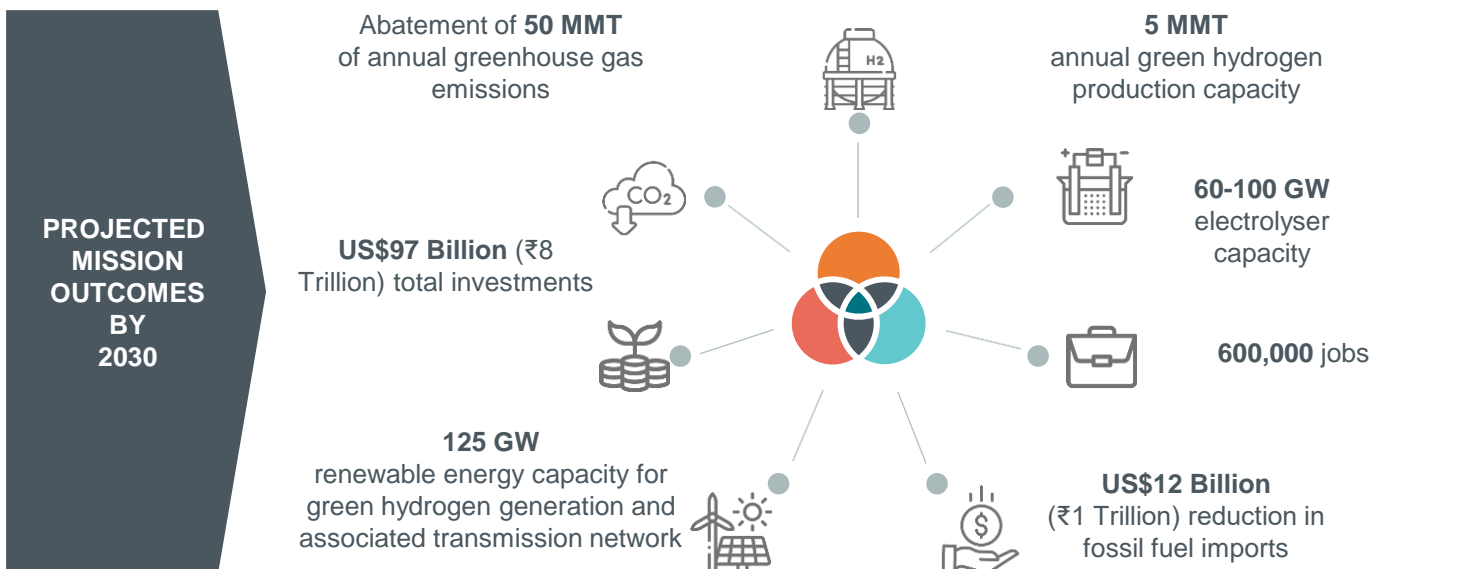 PROJECTED
MISSION
OUTCOMES
BY
2030
Abatement of 50 MMT
of annual greenhouse gas
emissions
H2
5 MMT
annual green hydrogen
production capacity
CO2
+ −
60-100 GW
electrolyser
capacity
US$97 Billion (₹8
Trillion) total investments
600,000 jobs
125 GW
renewable energy capacity for
green hydrogen generation and
associated transmission network
$
US$12 Billion
(₹1 Trillion) reduction in
fossil fuel imports